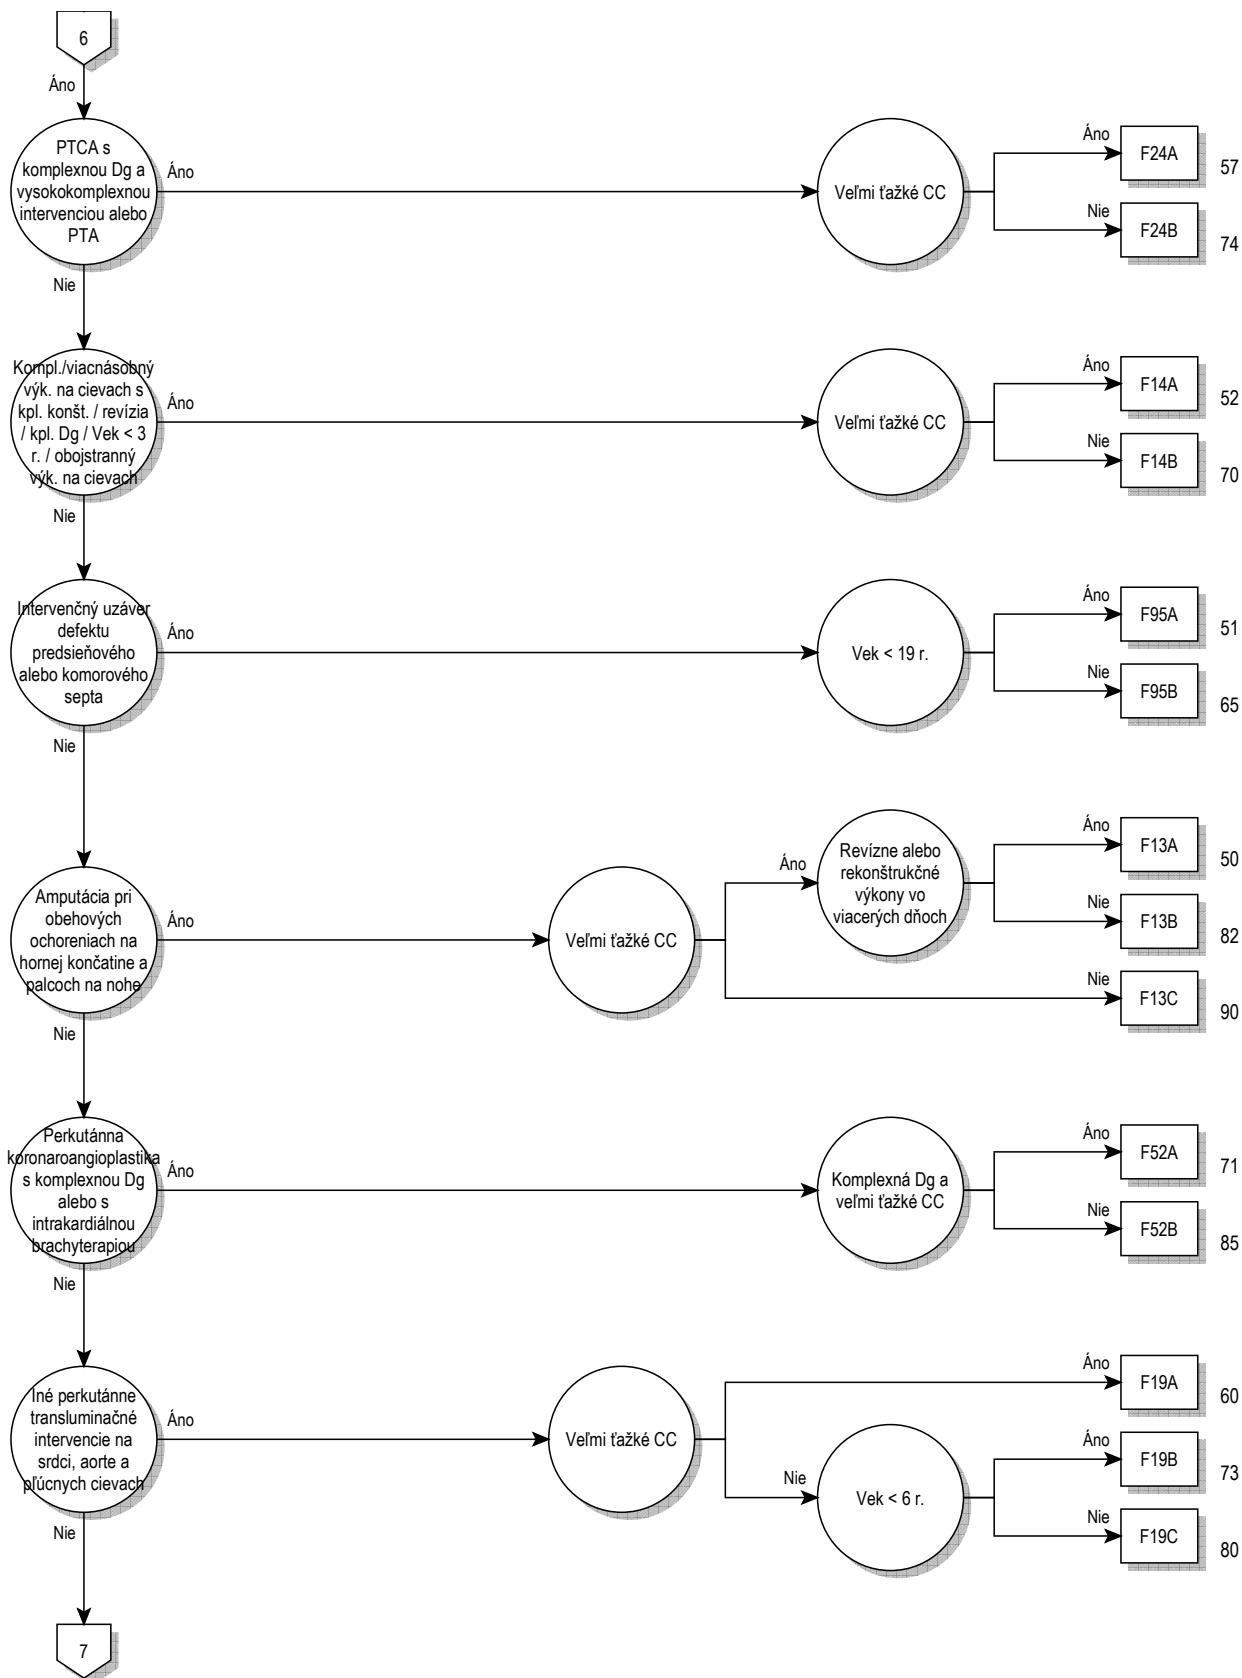 6
Áno
PTCA s
komplexnou Dg a
vysokokomplexnou
intervenciou alebo
PTA
Áno
Veľmi ťažké CC
Áno
F24A
57
Nie
F24B
74
Nie
Kompl./viacnásobný
výk. na cievach s
kpl. konšt. / revízia
/ kpl. Dg / Vek < 3
r. / obojstranný
výk. na cievach
Áno
Veľmi ťažké CC
Áno
F14A
52
Nie
F14B
70
Nie
Intervenčný uzáver
defektu
predsieňového
alebo komorového
septa
Áno
Vek < 19 r.
Áno
F95A
51
Nie
F95B
65
Nie
Amputácia pri
obehových
ochoreniach na
hornej končatine a
palcoch na nohe
Áno
Veľmi ťažké CC
Áno
Revízne alebo
rekonštrukčné
výkony vo
viacerých dňoch
Áno
F13A
50
Nie
F13B
82
Nie
F13C
90
Nie
Perkutánna
koronaroangioplastika
s komplexnou Dg
alebo s
intrakardiálnou
brachyterapiou
Áno
Komplexná Dg a
veľmi ťažké CC
Áno
F52A
71
Nie
F52B
85
Nie
Iné perkutánne
transluminačné
intervencie na
srdci, aorte a
pľúcnych cievach
Áno
Veľmi ťažké CC
Áno
F19A
60
Nie
Vek < 6 r.
Áno
F19B
73
Nie
F19C
80
Nie
7